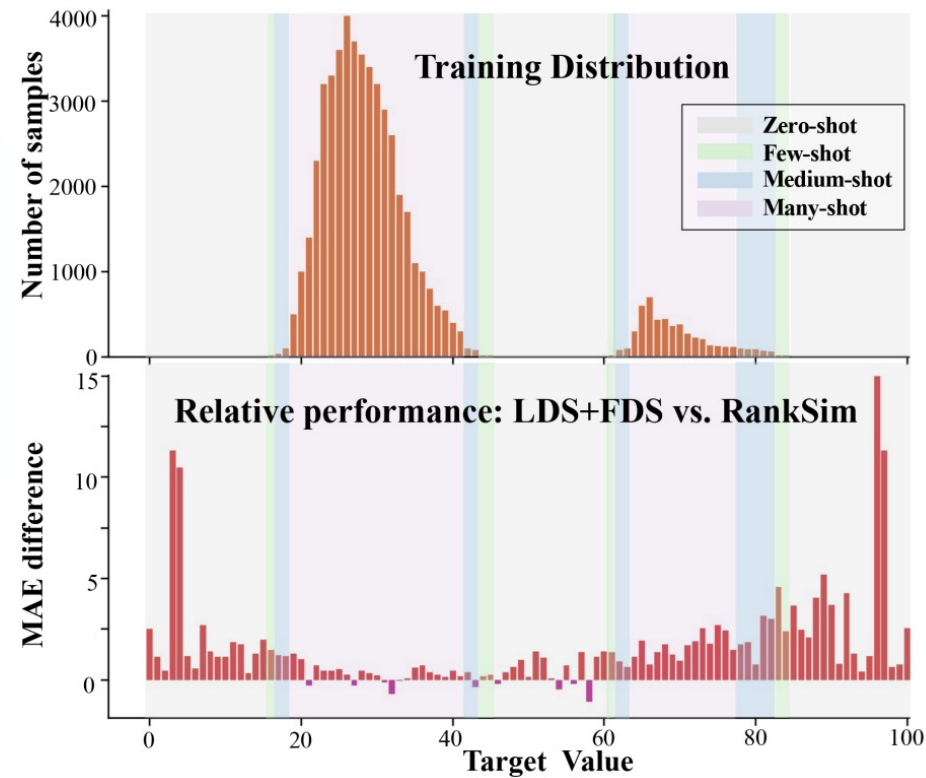 4000
3000
2000
1000
0
Number of samples
Training Distribution
Zero-shot
Few-shot
Medium-shot
Many-shot
15
10
5
0
MAE difference
Relative performance: LDS+FDS vs. RankSim
0 20 40 60 80 100
Target Value